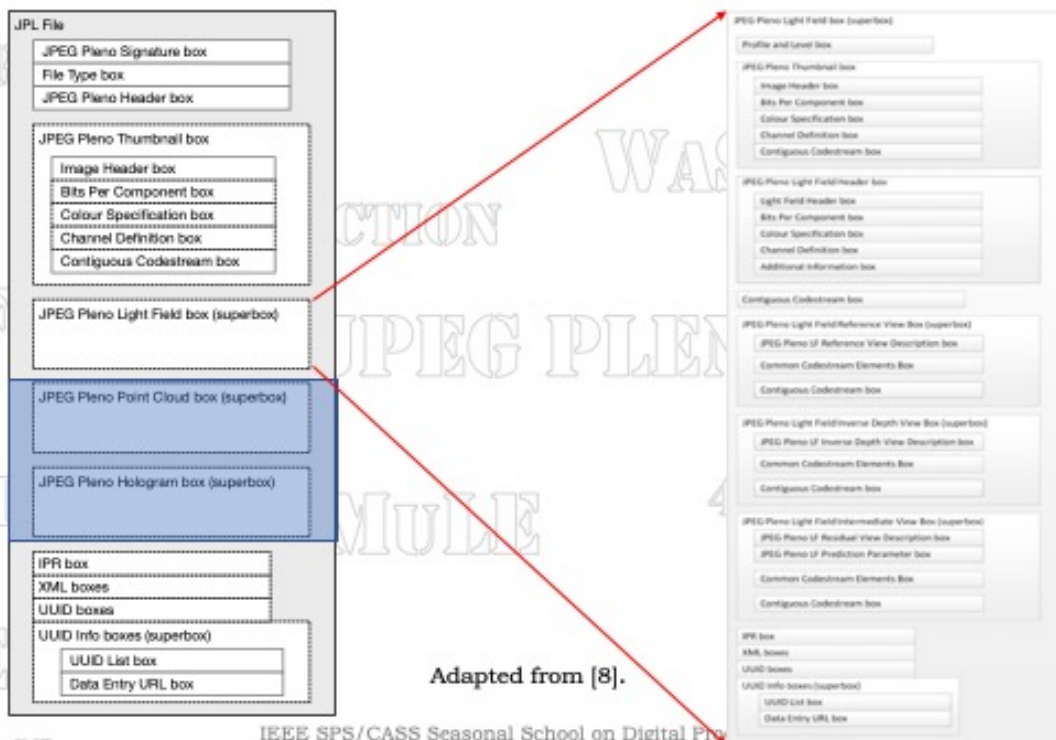 JPL File
JPEG Pleno Signature box
File Type box
JPEG Pleno Header box
JPEG Pleno Thumbnail box
Image Header box
Bits Per Component box
Colour Specification box
Channel Definition box
Contiguous Codestream box
JPEG Pleno Light Field box (superbox)
JPEG Pleno Point Cloud box (superbox)
JPEG Pleno Hologram box (superbox)
IPR box
XML boxes
UUID boxes
UUID Info boxes (superbox)
UUID List box
Data Entry URL box
WAS
CTION
JPEG PLEN
MULE
4
Adapted from [8].
IEEE SPS/CASS Seasonal School on Digital Pro
JPEG Pleno Light Field box (superbox)
Profile and Level box
JPEG Pleno Thumbnail box
Image Header box
Bits Per Component box
Colour Specification box
Channel Definition box
Contiguous Codestream box
JPEG Pleno Light Field Header box
Light Field Header box
Bits Per Component box
Colour Specification box
Channel Definition box
Additional Information box
Contiguous Codestream box
JPEG Pleno Light Field Reference View Box (superbox)
JPEG Pleno LF Reference View Description box
Common Codestream Elements Box
Contiguous Codestream box
JPEG Pleno Light Field Inverse Depth View Box (superbox)
JPEG Pleno LF Inverse Depth View Description box
Common Codestream Elements Box
Contiguous Codestream box
JPEG Pleno Light Field Intermediate View Box (superbox)
JPEG Pleno LF Residual View Description box
JPEG Pleno LF Prediction Parameter box
Common Codestream Elements Box
Contiguous Codestream box
IPR box
XML boxes
UUID boxes
UUID Info boxes (superbox)
UUID List box
Data Entry URL box